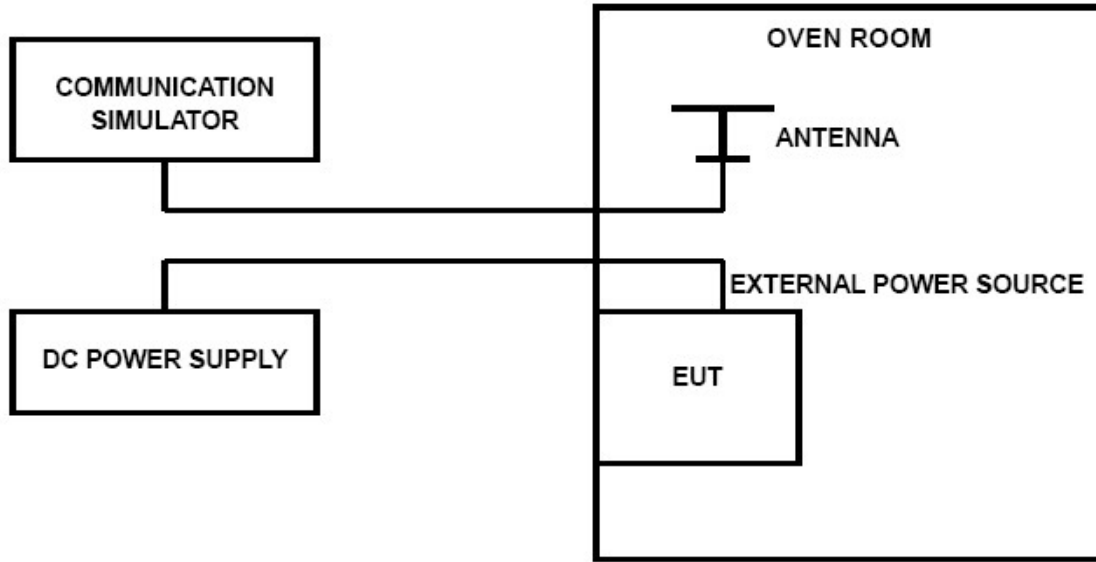 OVEN ROOM
COMMUNICATION
SIMULATOR
ANTENNA
EXTERNAL POWER SOURCE
DC POWER SUPPLY
EUT